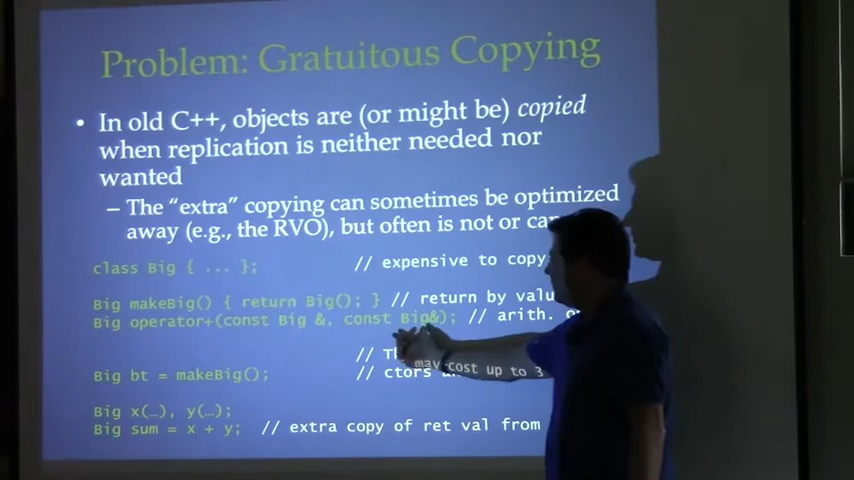 Problem: Gratuitous Copying
• In old C++, objects are (or might be) copied
when replication is neither needed nor
wanted
– The “extra” copying can sometimes be optimized
away (e.g., the RVO), but often is not or
class Big { ... }; // expensive to copy
Big makeBig() { return Big(); } // return by
Big operator+(const Big &, const Big&); // arith.
//
Big bt = makeBig(); // ctors may cost up to 3
Big x(…), y(…);
Big sum = x + y; // extra copy of ret val from